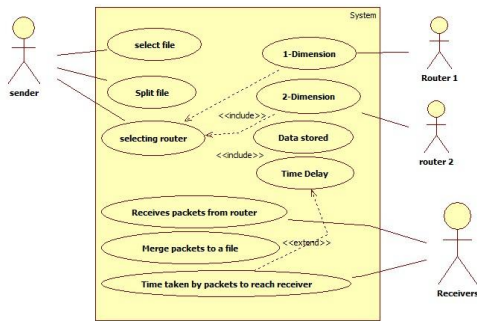 System
select file
1-Dimension
Router 1
sender
Split file
2-Dimension
<<include>>
selecting router
Data stored
router 2
<<include>>
Time Delay
Receives packets from router
<<extend>>
Merge packets to a file
Time taken by packets to reach receiver
Receivers